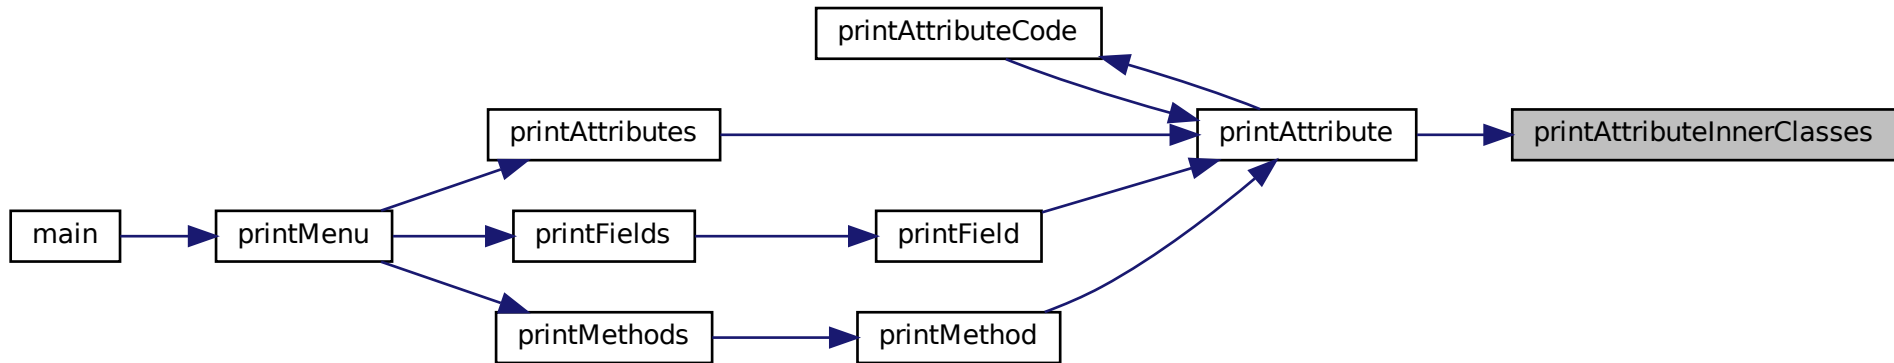 printAttributeCode
printAttributes
printAttribute
printAttributeInnerClasses
main
printMenu
printFields
printField
printMethods
printMethod